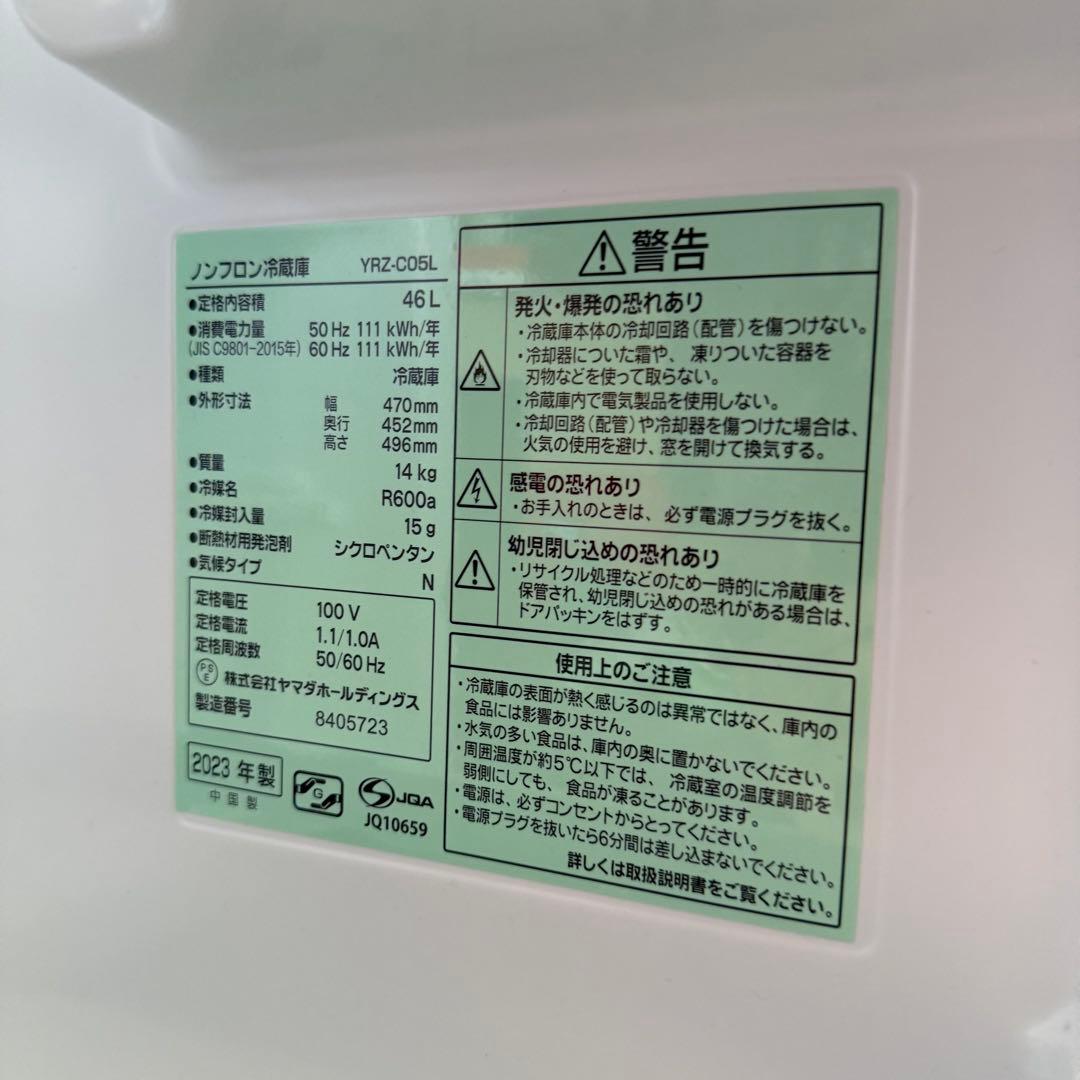 ノンフロン冷蔵庫 YRZ-C05L
●定格内容積 46 L
●消費電力量 50 Hz 111 kWh/年
(JIS C9801-2015年) 60 Hz 111 kWh/年
●種類 冷蔵庫
●外形寸法 幅 470 mm
奥行 452 mm
高さ 496 mm
●質量 14 kg
●冷媒名 R600a
●冷媒封入量 15 g
●断熱材用発泡剤 シクロペンタン
●気候タイプ N
定格電圧 100 V
定格電流 1.1/1.0A
定格周波数 50/60 Hz
PSE 株式会社ヤマダホールディングス
製造番号 8405723
2023 年製
中国製
G
JQA
JQ10659
警告
発火・爆発の恐れあり
・冷蔵庫本体の冷却回路(配管)を傷つけない。
・冷却器についた霜や、凍りついた容器を
刃物などを使って取らない。
・冷蔵庫内で電気製品を使用しない。
・冷却回路(配管)や冷却器を傷つけた場合は、
火気の使用を避け、窓を開けて換気する。
感電の恐れあり
・お手入れのときは、必ず電源プラグを抜く。
幼児閉じ込めの恐れあり
・リサイクル処理などのため一時的に冷蔵庫を
保管され、幼児閉じ込めの恐れがある場合は、
ドアパッキンをはずす。
使用上のご注意
・冷蔵庫の表面が熱く感じるのは異常ではなく、庫内の
食品には影響ありません。
・水気の多い食品は、庫内の奥に置かないでください。
・周囲温度が約5℃以下では、冷蔵室の温度調節を
弱側にしても、食品が凍ることがあります。
・電源は、必ずコンセントからとってください。
・電源プラグを抜いたら6分間は差し込まないでください。
詳しくは取扱説明書をご覧ください。